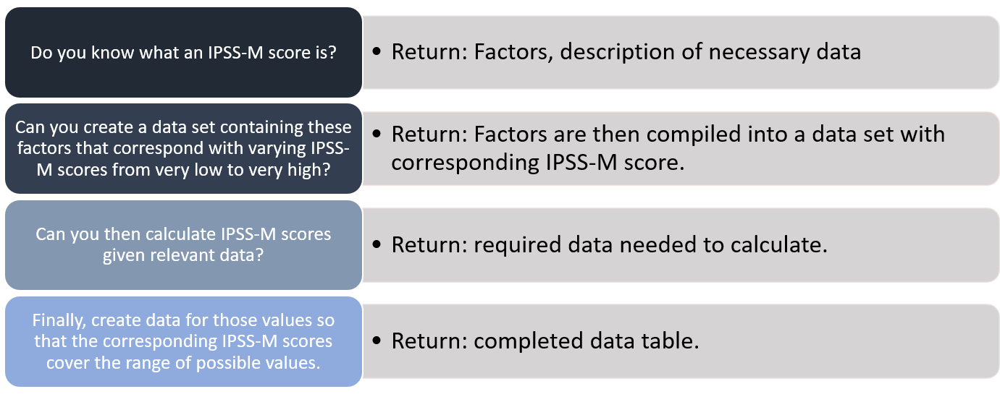 Do you know what an IPSS-M score is?
• Return: Factors, description of necessary data
Can you create a data set containing these
factors that correspond with varying IPSS-
M scores from very low to very high?
• Return: Factors are then compiled into a data set with
corresponding IPSS-M score.
Can you then calculate IPSS-M scores
given relevant data?
• Return: required data needed to calculate.
Finally, create data for those values so
that the corresponding IPSS-M scores
cover the range of possible values.
• Return: completed data table.